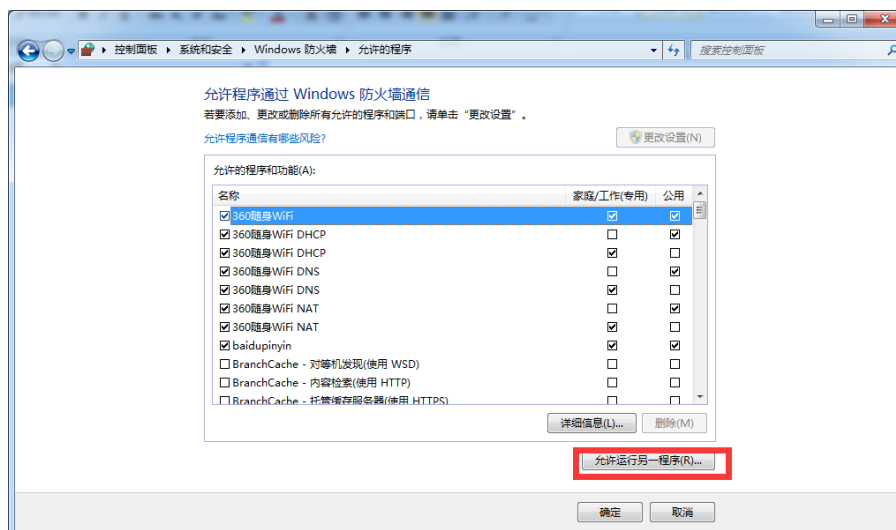 控制面板 ▸ 系统和安全 ▸ Windows 防火墙 ▸ 允许的程序
搜索控制面板
允许程序通过 Windows 防火墙通信
若要添加、更改或删除所有允许的程序和端口，请单击“更改设置”。
允许程序通信有哪些风险?
更改设置(N)
允许的程序和功能(A):
名称 家庭/工作(专用) 公用
360随身WiFi
360随身WiFi DHCP
360随身WiFi DHCP
360随身WiFi DNS
360随身WiFi DNS
360随身WiFi NAT
360随身WiFi NAT
baidupinyin
BranchCache - 对等机发现(使用 WSD)
BranchCache - 内容检索(使用 HTTP)
BranchCache - 托管缓存服务器(使用 HTTPS)
详细信息(L)... 删除(M)
允许运行另一程序(R)...
确定 取消